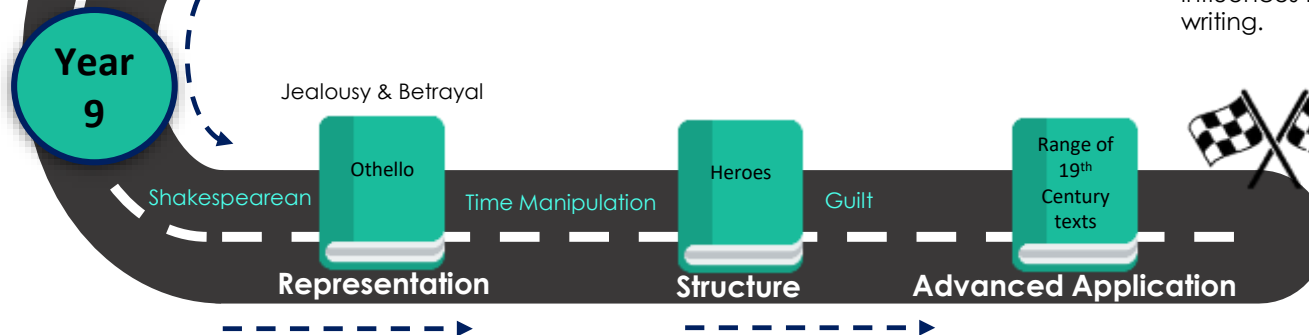 writing.
Year
9
Jealousy & Betrayal
Shakespearean
Othello
Time Manipulation
Heroes
Guilt
Range of
19th
Century
texts
Representation
Structure
Advanced Application